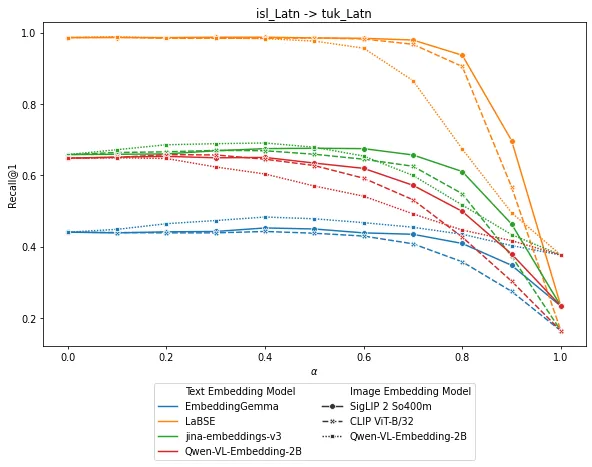 isl_Latn -> tuk_Latn
Recall@1
1.0
0.8
0.6
0.4
0.2
0.0 0.2 0.4 0.6 0.8 1.0
α
Text Embedding Model Image Embedding Model
EmbeddingGemma SigLIP 2 So400m
LaBSE CLIP ViT-B/32
jina-embeddings-v3 Qwen-VL-Embedding-2B
Qwen-VL-Embedding-2B